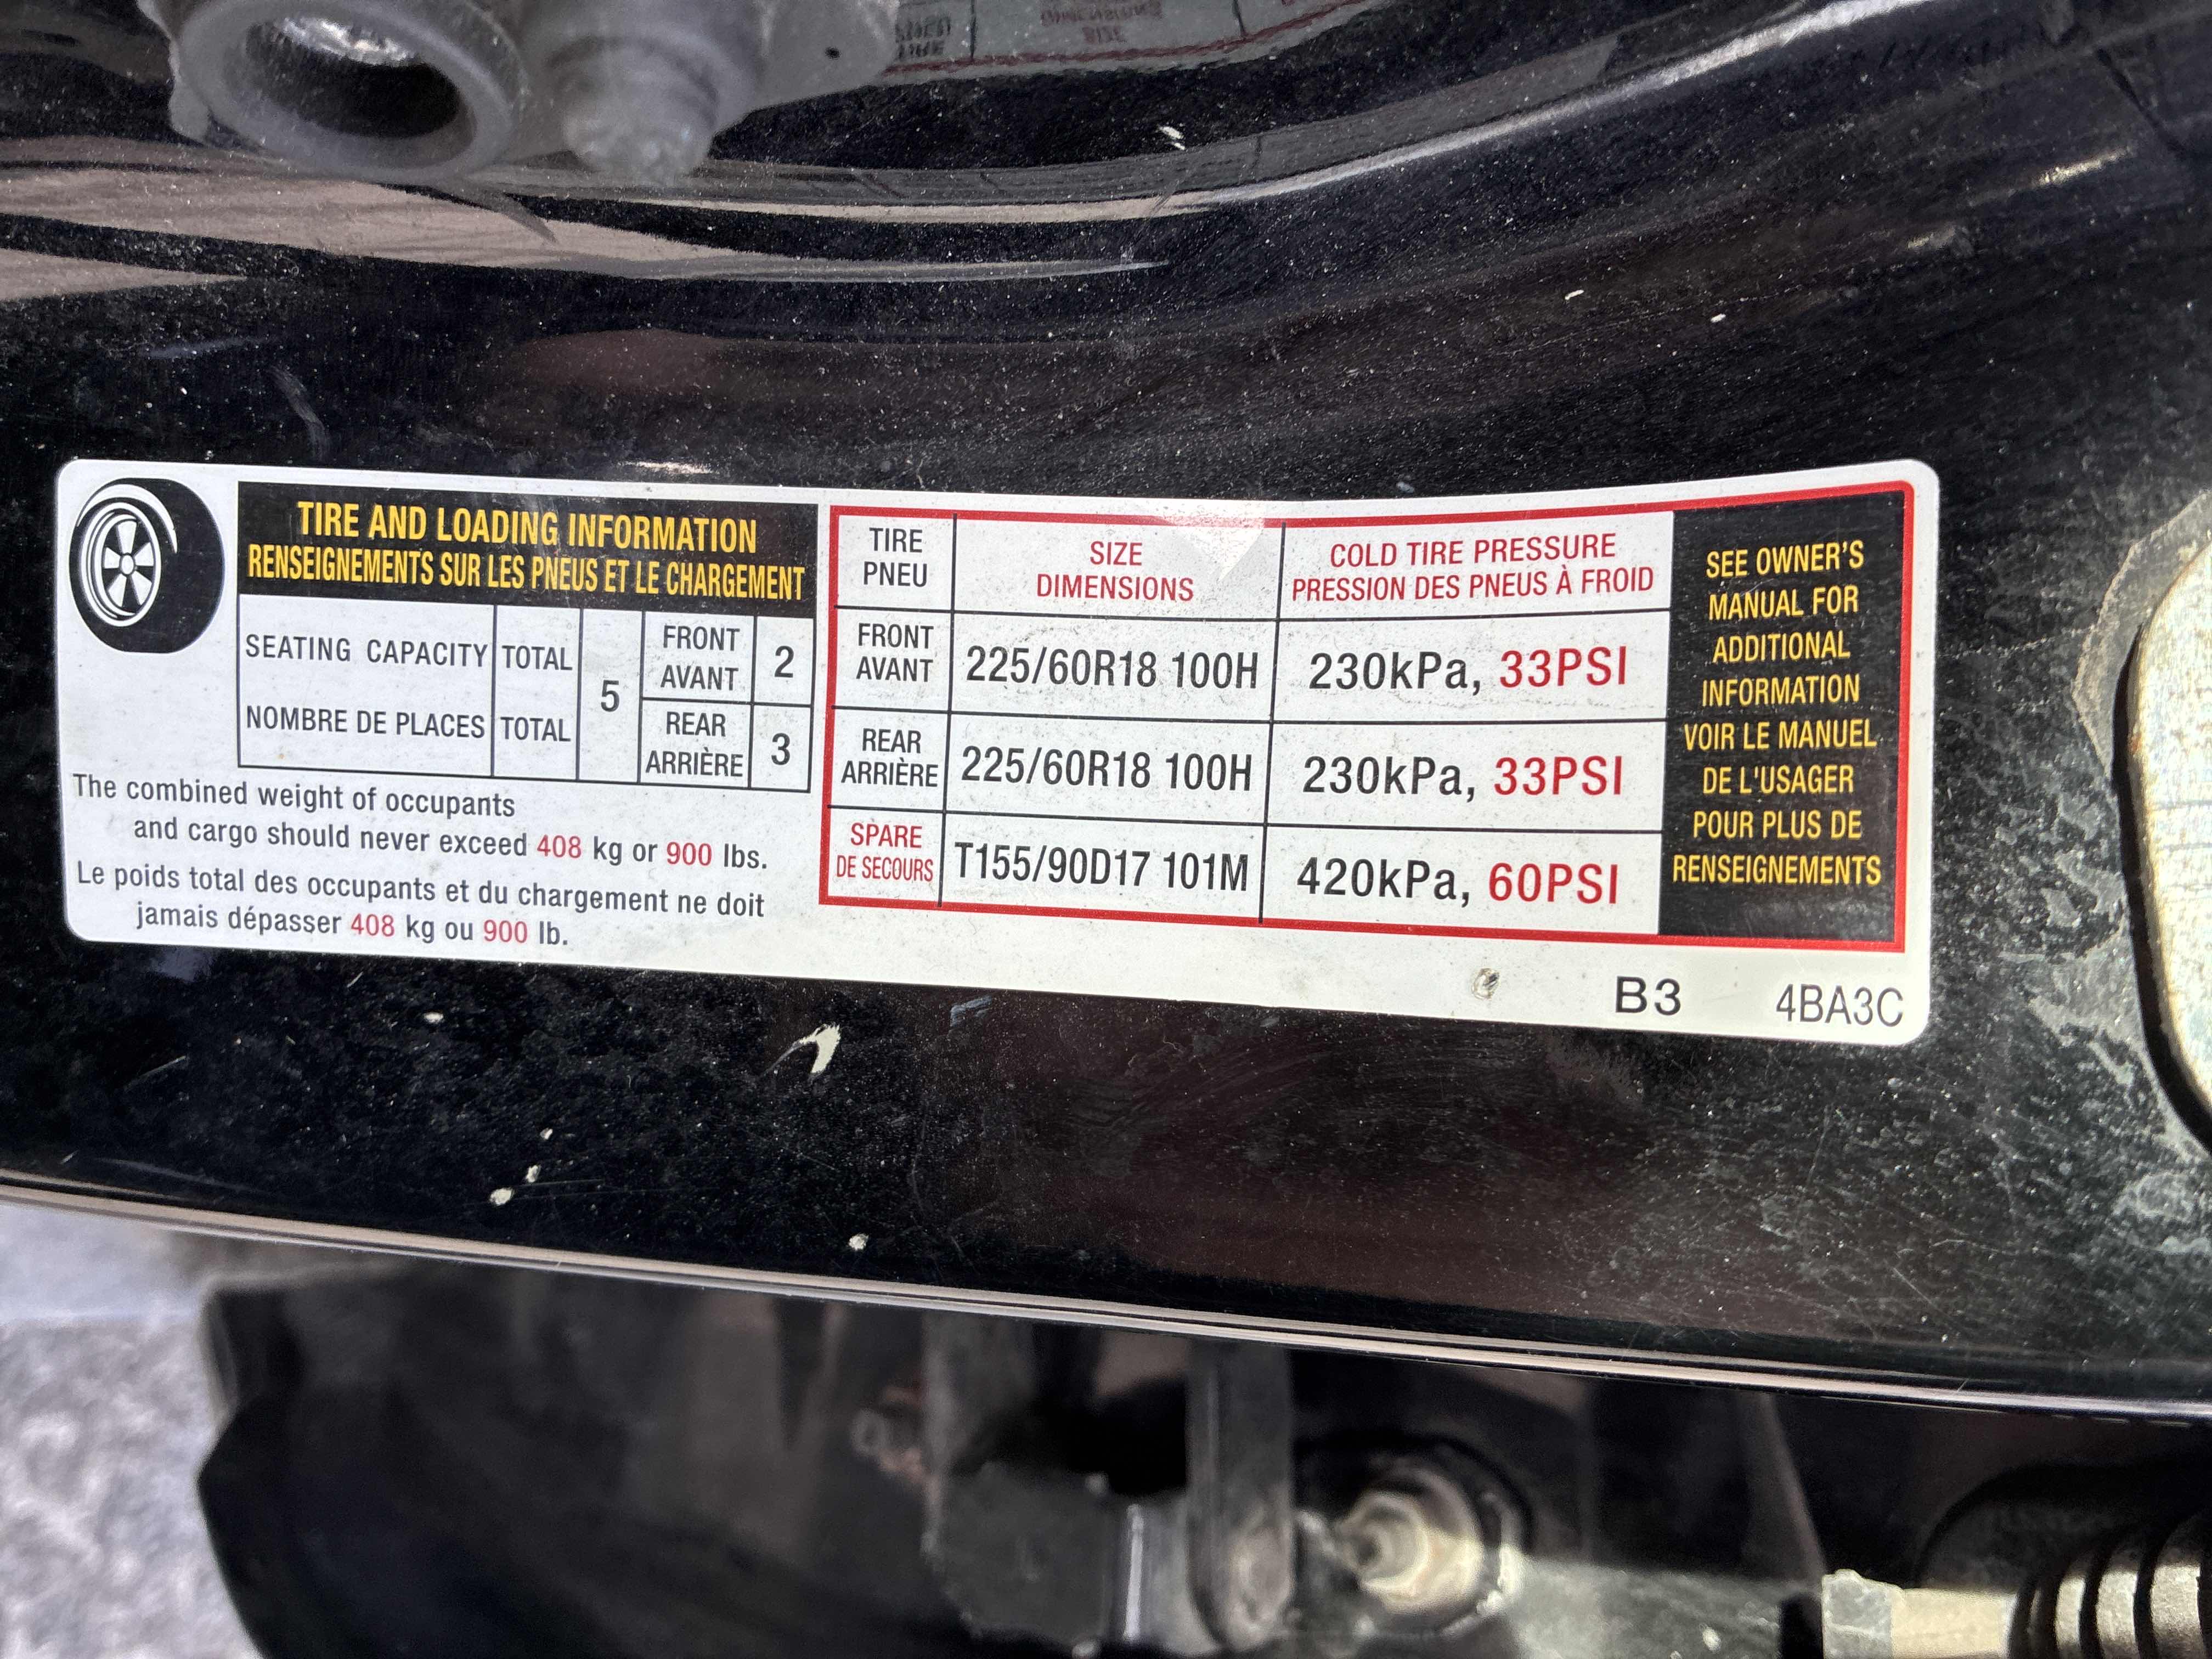 TIRE AND LOADING INFORMATION
RENSEIGNEMENTS SUR LES PNEUS ET LE CHARGEMENT
SEATING CAPACITY TOTAL
NOMBRE DE PLACES TOTAL
5
FRONT
AVANT
2
REAR
ARRIÈRE
3
The combined weight of occupants
and cargo should never exceed 408 kg or 900 lbs.
Le poids total des occupants et du chargement ne doit
jamais dépasser 408 kg ou 900 lb.
TIRE
PNEU
SIZE
DIMENSIONS
COLD TIRE PRESSURE
PRESSION DES PNEUS À FROID
FRONT
AVANT
225/60R18 100H
230kPa, 33PSI
REAR
ARRIÈRE
225/60R18 100H
230kPa, 33PSI
SPARE
DE SECOURS
T155/90D17 101M
420kPa, 60PSI
SEE OWNER'S
MANUAL FOR
ADDITIONAL
INFORMATION
VOIR LE MANUEL
DE L'USAGER
POUR PLUS DE
RENSEIGNEMENTS
B3 4BA3C